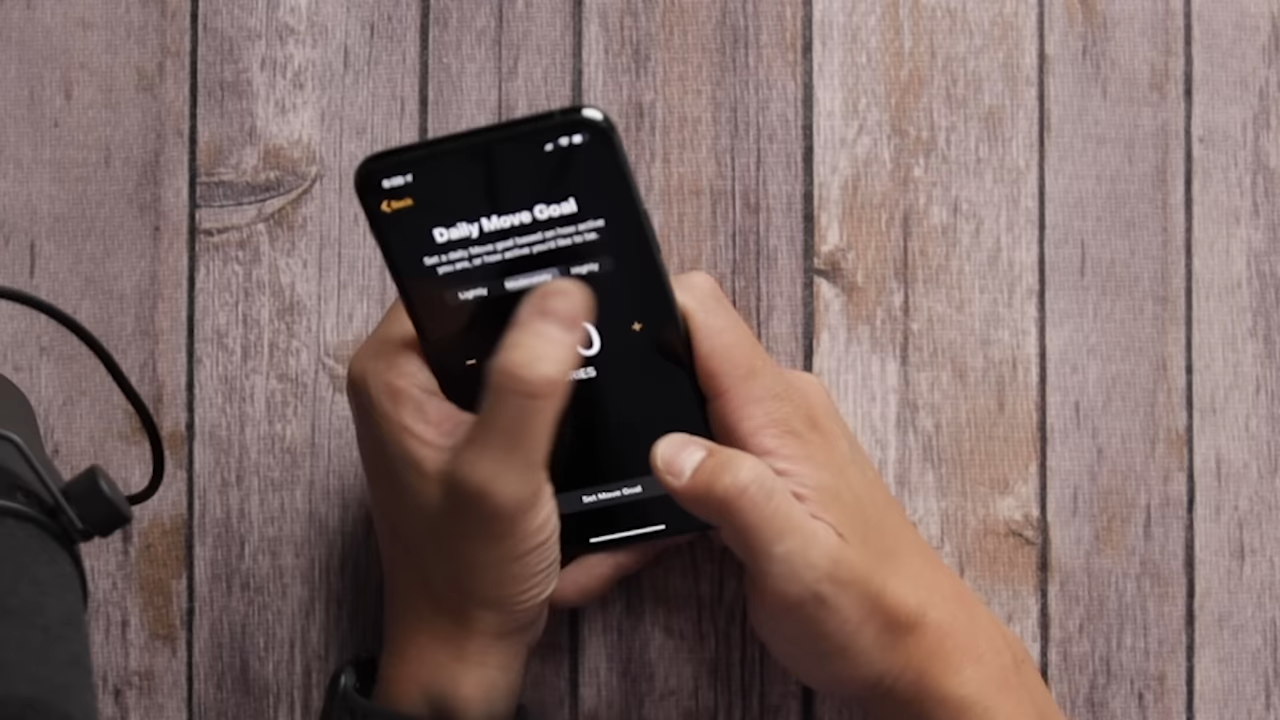 Back
Daily Move Goal
Set a daily Move goal based on how active
you are, or how active you'd like to be.
Lightly Moderately Highly
Set Move Goal